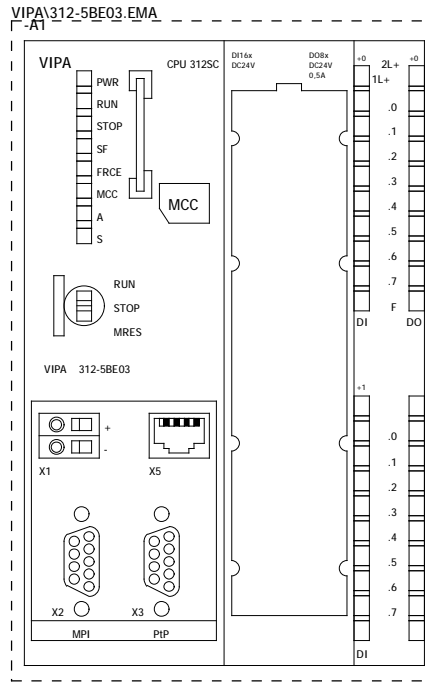 VIPA\312-5BE03.EMA
-A1
VIPA CPU 312SC
PWR
RUN
STOP
SF
FRCE
MCC
A
S
MCC
RUN
STOP
MRES
VIPA 312-5BE03
+
-
X1 X5
X2 X3
MPI PtP
DI16x
DC24V
DO8x
DC24V
0,5A
+0 2L+ +0
1L+
.0
.1
.2
.3
.4
.5
.6
.7
F
DI DO
+1
.0
.1
.2
.3
.4
.5
.6
.7
DI